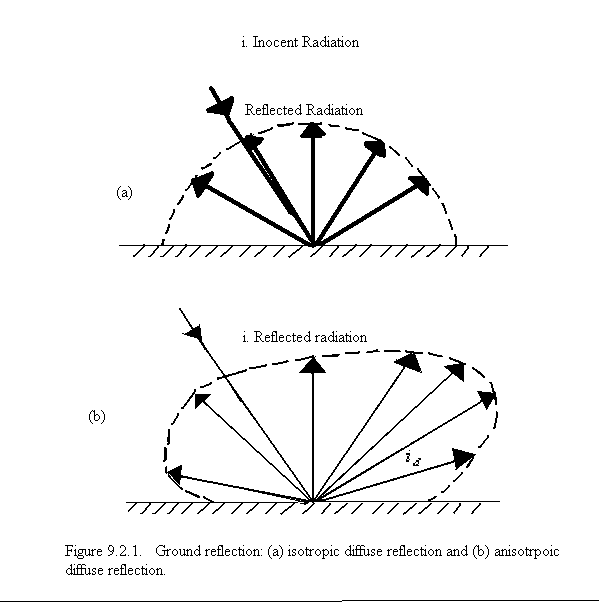 i. Inocent Radiation
Reflected Radiation
(a)
i. Reflected radiation
(b)
Figure 9.2.1. Ground reflection: (a) isotropic diffuse reflection and (b) anisotrpoic
diffuse reflection.